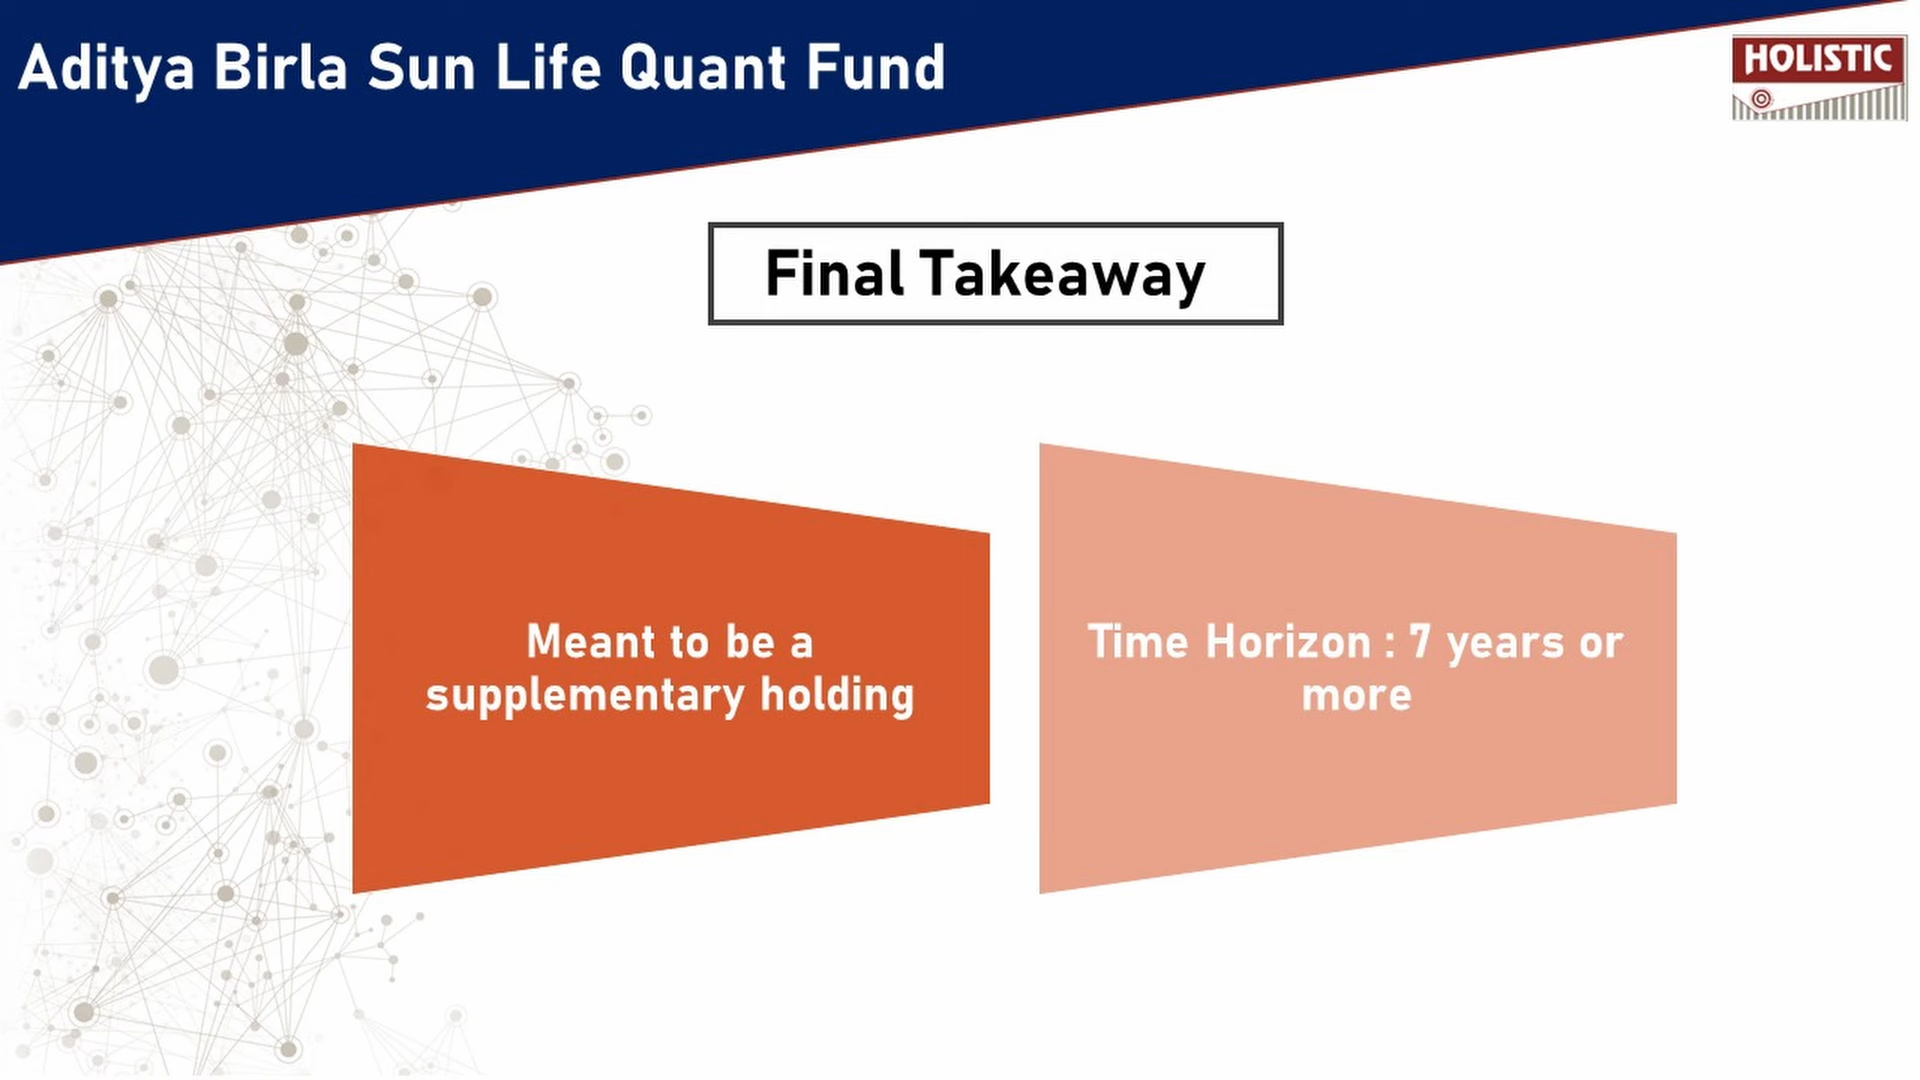 Aditya Birla Sun Life Quant Fund
HOLISTIC
Final Takeaway
Meant to be a
supplementary holding
Time Horizon : 7 years or
more